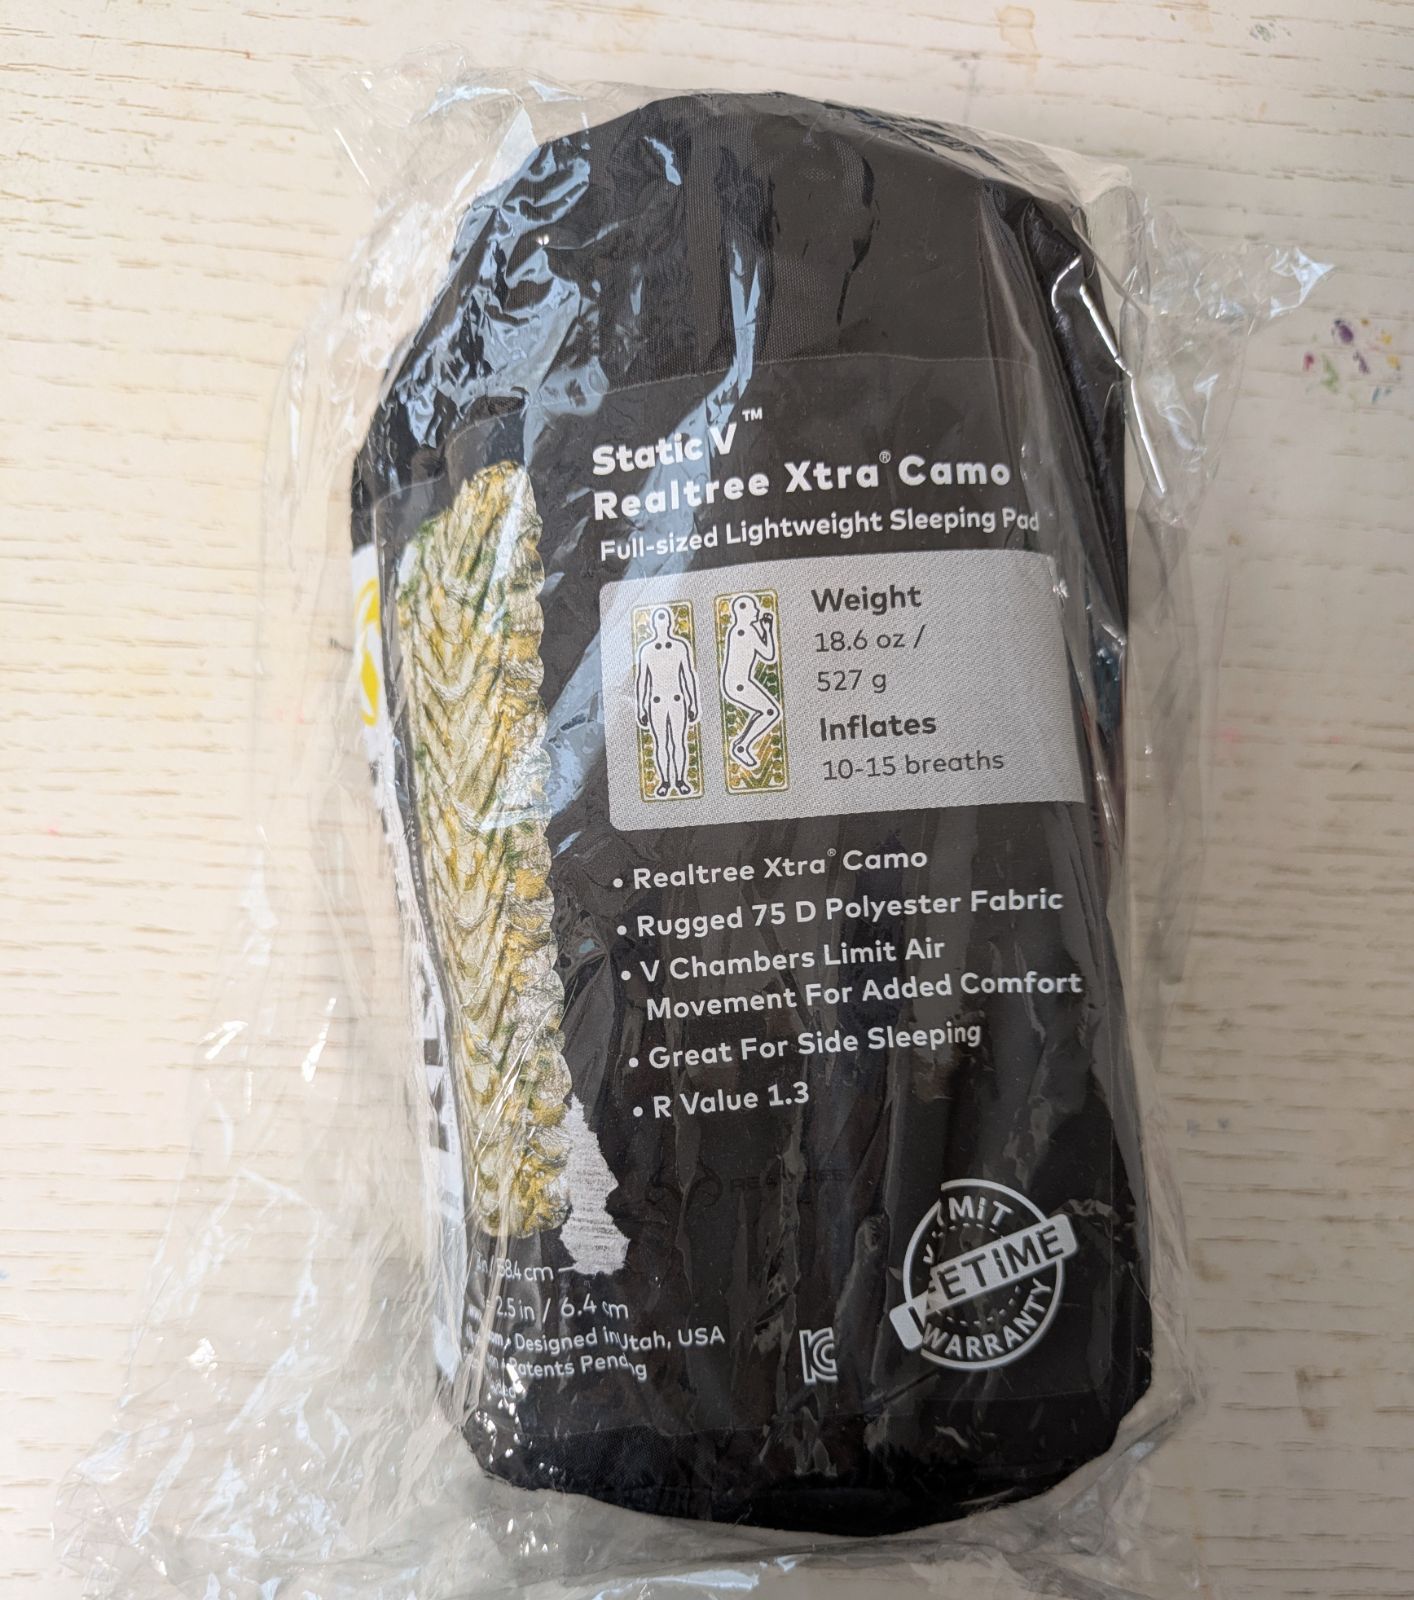 Static V™
Realtree Xtra® Camo
Full-sized Lightweight Sleeping Pad
Weight
18.6 oz /
527 g
Inflates
10-15 breaths
• Realtree Xtra® Camo
• Rugged 75 D Polyester Fabric
• V Chambers Limit Air
Movement For Added Comfort
• Great For Side Sleeping
• R Value 1.3
cm
2.5 in / 6.4 cm
Designed in Utah, USA
Patents Pending
WARRANTY